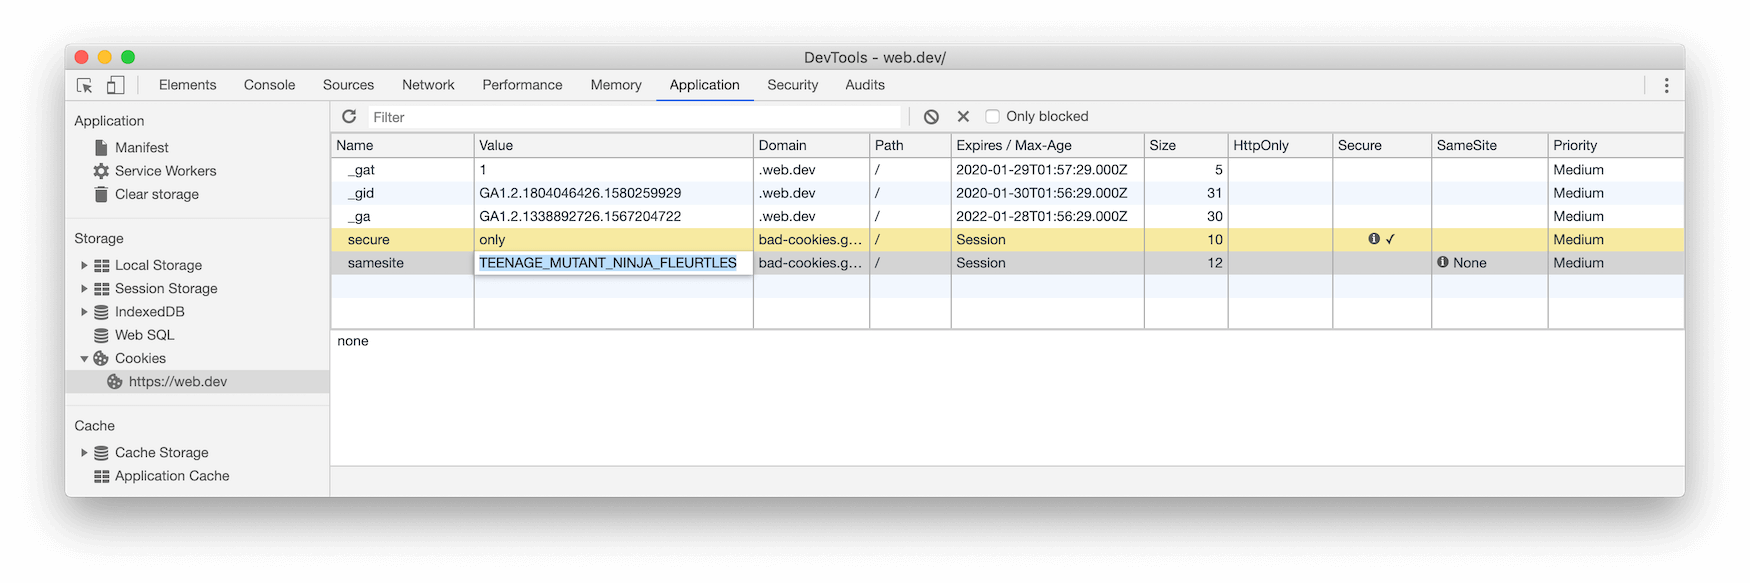 DevTools - web.dev/
Elements Console Sources Network Performance Memory Application Security Audits
Application
Manifest
Service Workers
Clear storage
Storage
Local Storage
Session Storage
IndexedDB
Web SQL
Cookies
https://web.dev
Cache
Cache Storage
Application Cache
Filter Only blocked
Name Value Domain Path Expires / Max-Age Size HttpOnly Secure SameSite Priority
_gat 1 .web.dev / 2020-01-29T01:57:29.000Z 5 Medium
_gid GA1.2.1804046426.1580259929 .web.dev / 2020-01-30T01:56:29.000Z 31 Medium
_ga GA1.2.1338892726.1567204722 .web.dev / 2022-01-28T01:56:29.000Z 30 Medium
secure only bad-cookies.g... / Session 10 ✓ Medium
samesite TEENAGE_MUTANT_NINJA_FLEURTLES bad-cookies.g... / Session 12 None Medium
none